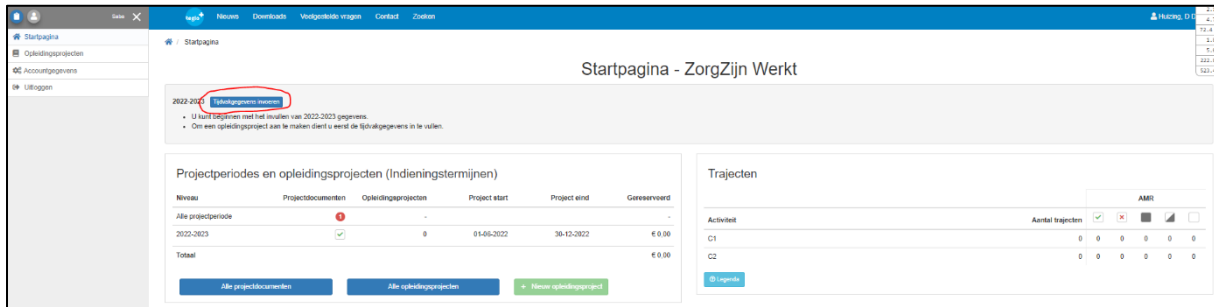 Sales
Nieuws Downloads Veelgestelde vragen Contact Zoeken
Huizing, D D
Startpagina
Opleidingsprojecten
Accountgegevens
Uitloggen
/ Startpagina
Startpagina - ZorgZijn Werkt
2022-2023 Tijdvakgegevens invoeren
U kunt beginnen met het invullen van 2022-2023 gegevens.
Om een opleidingsproject aan te maken dient u eerst de tijdvakgegevens in te vullen.
Projectperiodes en opleidingsprojecten (Indieningstermijnen)
Niveau Projectdocumenten Opleidingsprojecten Project start Project eind Gereserveerd
Alle projectperiode 1 - -
2022-2023 0 01-06-2022 30-12-2022 € 0,00
Totaal € 0,00
Alle projectdocumenten Alle opleidingsprojecten + Nieuw opleidingsproject
Trajecten
AMR
Activiteit Aantal trajecten
C1 0 0 0 0 0 0
C2 0 0 0 0 0 0
Legenda